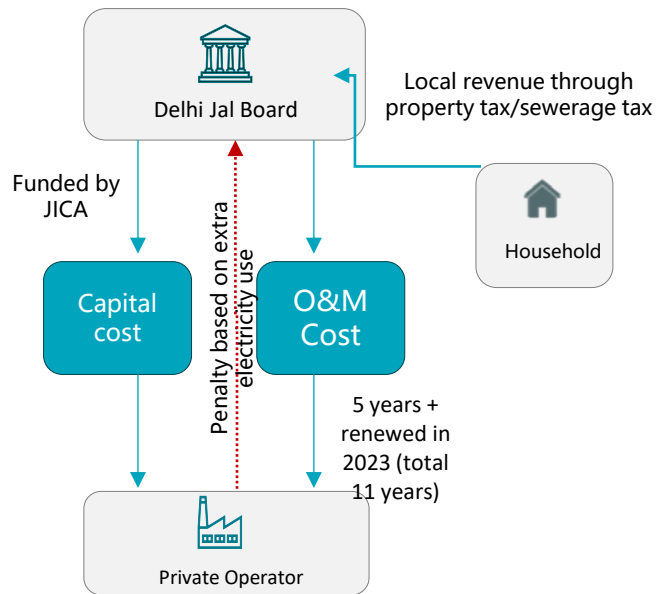 Delhi Jal Board
Local revenue through
property tax/sewerage tax
Funded by
JICA
Household
Capital
cost
Penalty based on extra
electricity use
O&M
Cost
5 years +
renewed in
2023 (total
11 years)
Private Operator